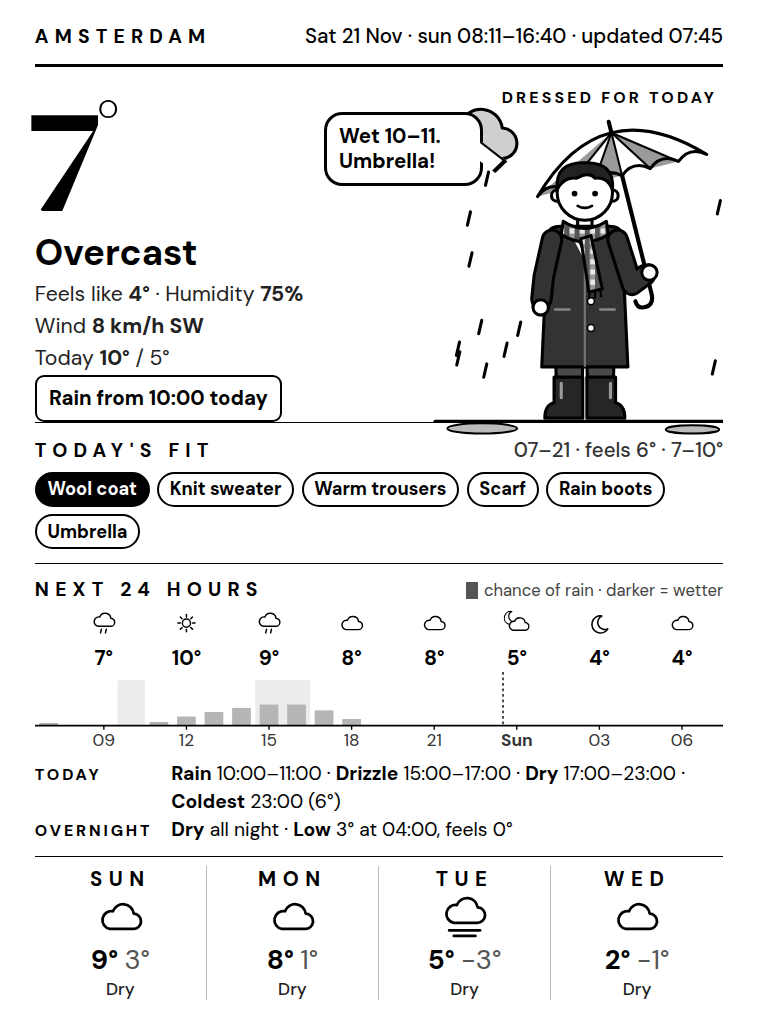 AMSTERDAM
Sat 21 Nov · sun 08:11–16:40 · updated 07:45
DRESSED FOR TODAY
7°
Wet 10–11.
Umbrella!
Overcast
Feels like 4° · Humidity 75%
Wind 8 km/h SW
Today 10° / 5°
Rain from 10:00 today
TODAY'S FIT
07–21 · feels 6° · 7–10°
Wool coat Knit sweater Warm trousers Scarf Rain boots
Umbrella
NEXT 24 HOURS
chance of rain · darker = wetter
7° 10° 9° 8° 8° 5° 4° 4°
09 12 15 18 21 Sun 03 06
TODAY Rain 10:00–11:00 · Drizzle 15:00–17:00 · Dry 17:00–23:00 ·
Coldest 23:00 (6°)
OVERNIGHT Dry all night · Low 3° at 04:00, feels 0°
SUN MON TUE WED
9° 3° 8° 1° 5° −3° 2° −1°
Dry Dry Dry Dry